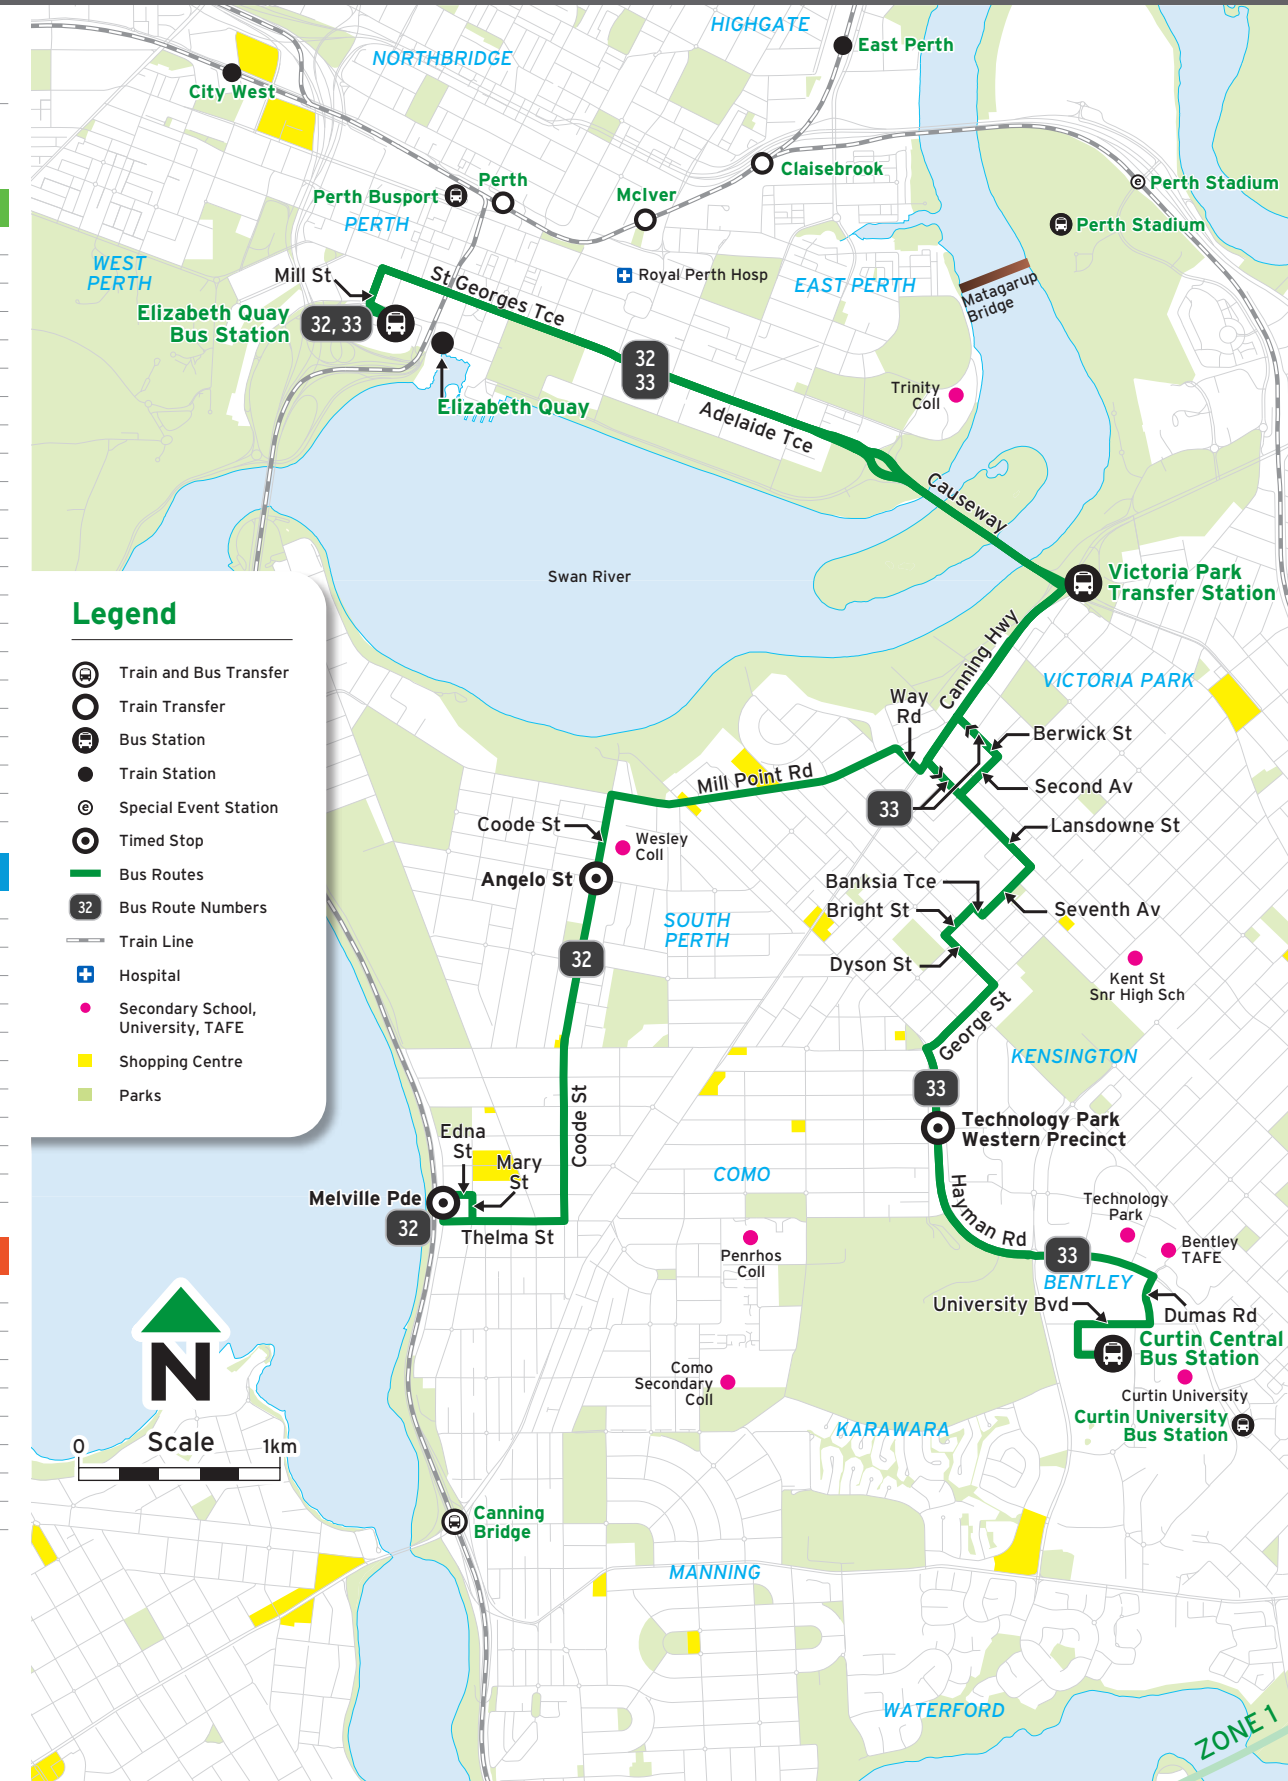 HIGHGATE
East Perth
NORTHBRIDGE
City West
Claisebrook
Perth
McIver
Perth Busport
PERTH
e
Perth Stadium
Perth Stadium
WEST
PERTH
Mill St
Royal Perth Hosp
EAST PERTH
Matagarup
Bridge
St Georges Tce
Elizabeth Quay
Bus Station
32, 33
32
33
Trinity
Coll
Elizabeth Quay
Adelaide Tce
Causeway
Swan River
Victoria Park
Transfer Station
Canning Hwy
VICTORIA PARK
Way
Rd
Berwick St
Mill Point Rd
Second Av
33
Coode St
Lansdowne St
Wesley
Coll
Angelo St
Banksia Tce
Bright St
Seventh Av
SOUTH
PERTH
32
Dyson St
Kent St
Snr High Sch
George St
KENSINGTON
33
Technology Park
Western Precinct
Coode St
Edna
St
Mary
St
COMO
Melville Pde
32
Thelma St
Hayman Rd
Technology
Park
Bentley
TAFE
Penrhos
Coll
33
BENTLEY
University Bvd
Dumas Rd
Curtin Central
Bus Station
Como
Secondary
Coll
Curtin University
Curtin University
Bus Station
KARAWARA
Canning
Bridge
MANNING
WATERFORD
ZONE 1
Legend
Train and Bus Transfer
Train Transfer
Bus Station
Train Station
e
Special Event Station
Timed Stop
Bus Routes
32
Bus Route Numbers
Train Line
Hospital
Secondary School,
University, TAFE
Shopping Centre
Parks
N
Scale
0
1km